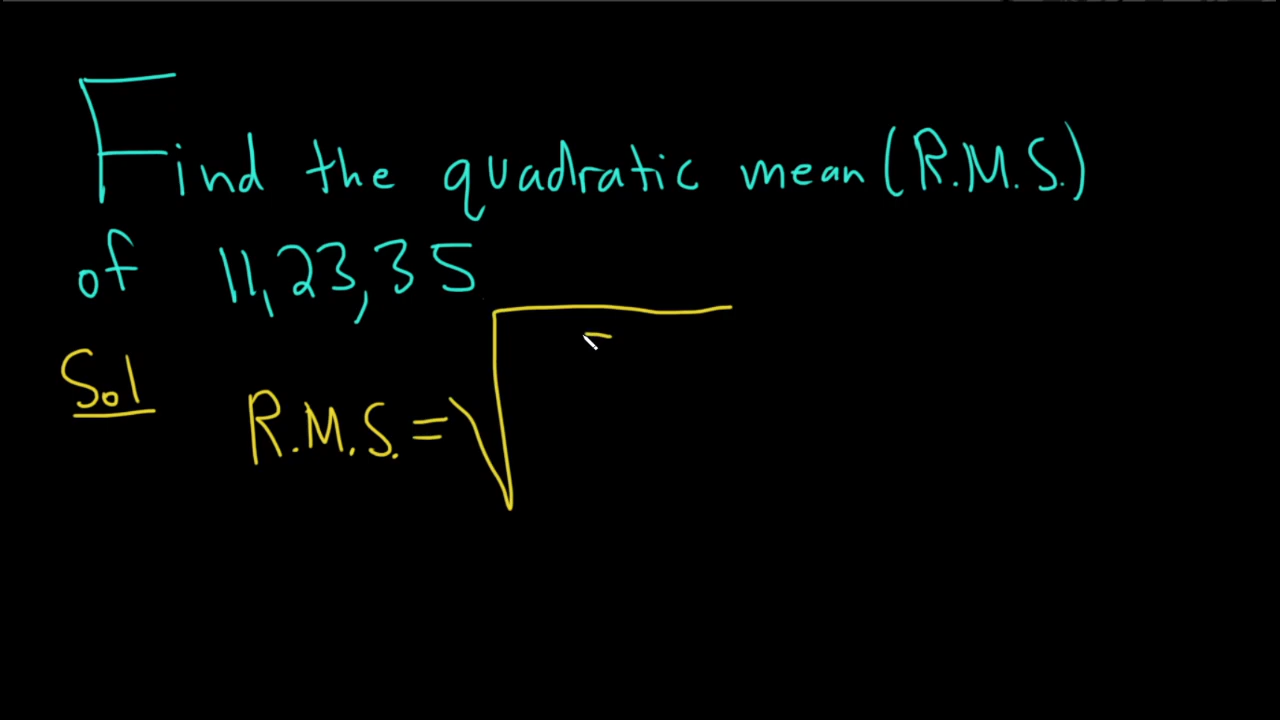 Find the quadratic mean (R.M.S.)
of 11, 23, 35
Sol
R.M.S. = √